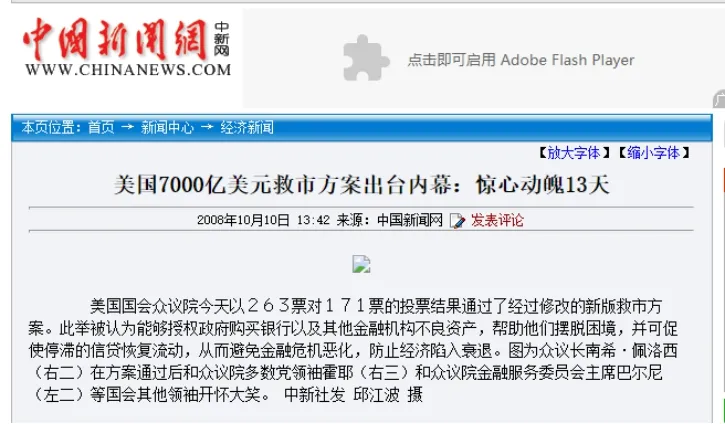 中國新聞網
中新网
WWW.CHINANEWS.COM
点击即可启用 Adobe Flash Player
本页位置：首页 → 新闻中心 → 经济新闻
【放大字体】【缩小字体】
美国7000亿美元救市方案出台内幕：惊心动魄13天
2008年10月10日 13:42 来源：中国新闻网 发表评论
美国国会众议院今天以２６３票对１７１票的投票结果通过了经过修改的新版救市方
案。此举被认为能够授权政府购买银行以及其他金融机构不良资产，帮助他们摆脱困境，并可促
使停滞的信贷恢复流动，从而避免金融危机恶化，防止经济陷入衰退。图为众议长南希·佩洛西
（右二）在方案通过后和众议院多数党领袖霍耶（右三）和众议院金融服务委员会主席巴尔尼
（左二）等国会其他领袖开怀大笑。 中新社发 邱江波 摄